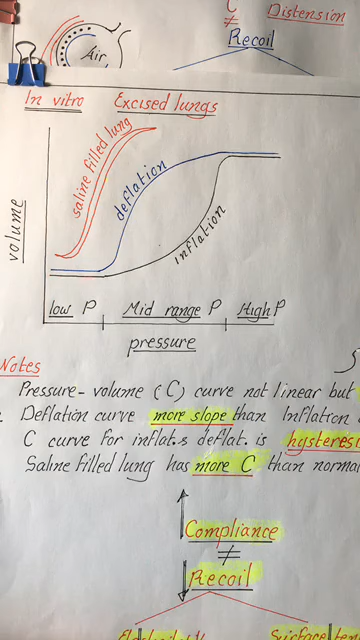 C
≠
Distension
Recoil
Air
In vitro Excised lungs
saline filled lung
deflation
inflation
volume
low P Mid range P High P
pressure
Notes
Pressure - volume (C) curve not linear but
Deflation curve more slope than Inflation
C curve for inflat. & deflat. is
Saline filled lung has more C than
Compliance
≠
Recoil